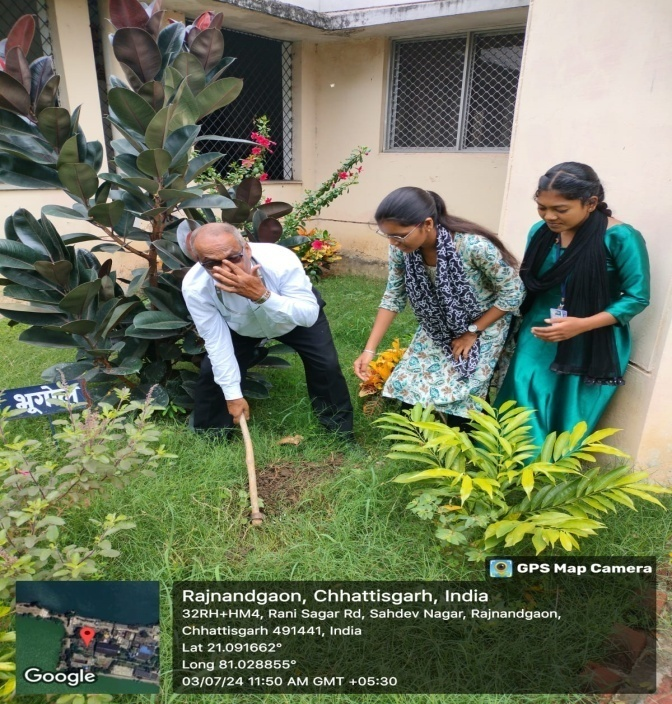 भूगोल
GPS Map Camera
Rajnandgaon, Chhattisgarh, India
32RH+HM4, Rani Sagar Rd, Sahdev Nagar, Rajnandgaon,
Chhattisgarh 491441, India
Lat 21.091662°
Long 81.028855°
03/07/24 11:50 AM GMT +05:30
Google